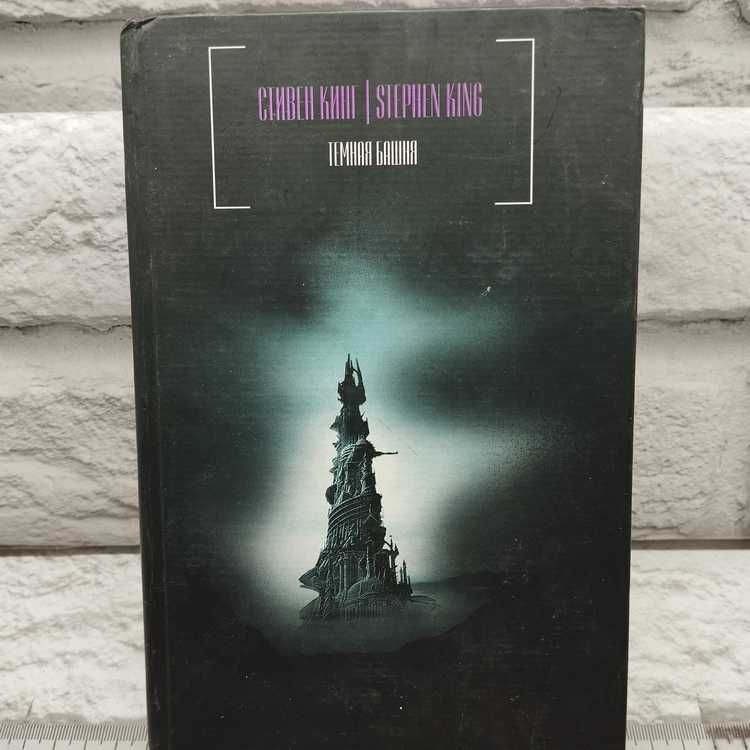 СТИВЕН КИНГ | STEPHEN KING
ТЕМНАЯ БАШНЯ